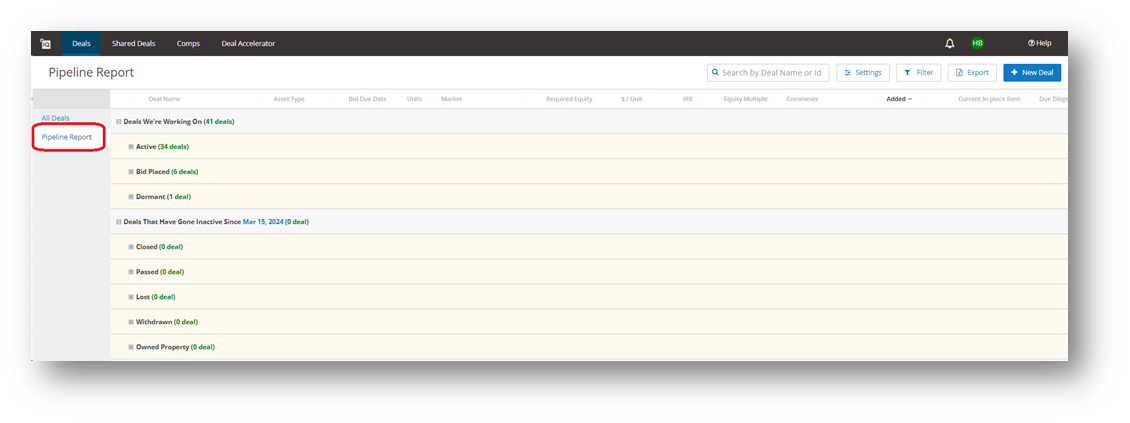 IQ Deals Shared Deals Comps Deal Accelerator HB Help
Pipeline Report Search by Deal Name or Id Settings Filter Export New Deal
Deal Name Asset Type Bid Due Date Units Market Required Equity $ / Unit IRR Equity Multiple Comments Added Current In-place Rent Due Dilige
All Deals
Pipeline Report
Deals We're Working On (41 deals)
Active (34 deals)
Bid Placed (6 deals)
Dormant (1 deal)
Deals That Have Gone Inactive Since Mar 15, 2024 (0 deal)
Closed (0 deal)
Passed (0 deal)
Lost (0 deal)
Withdrawn (0 deal)
Owned Property (0 deal)